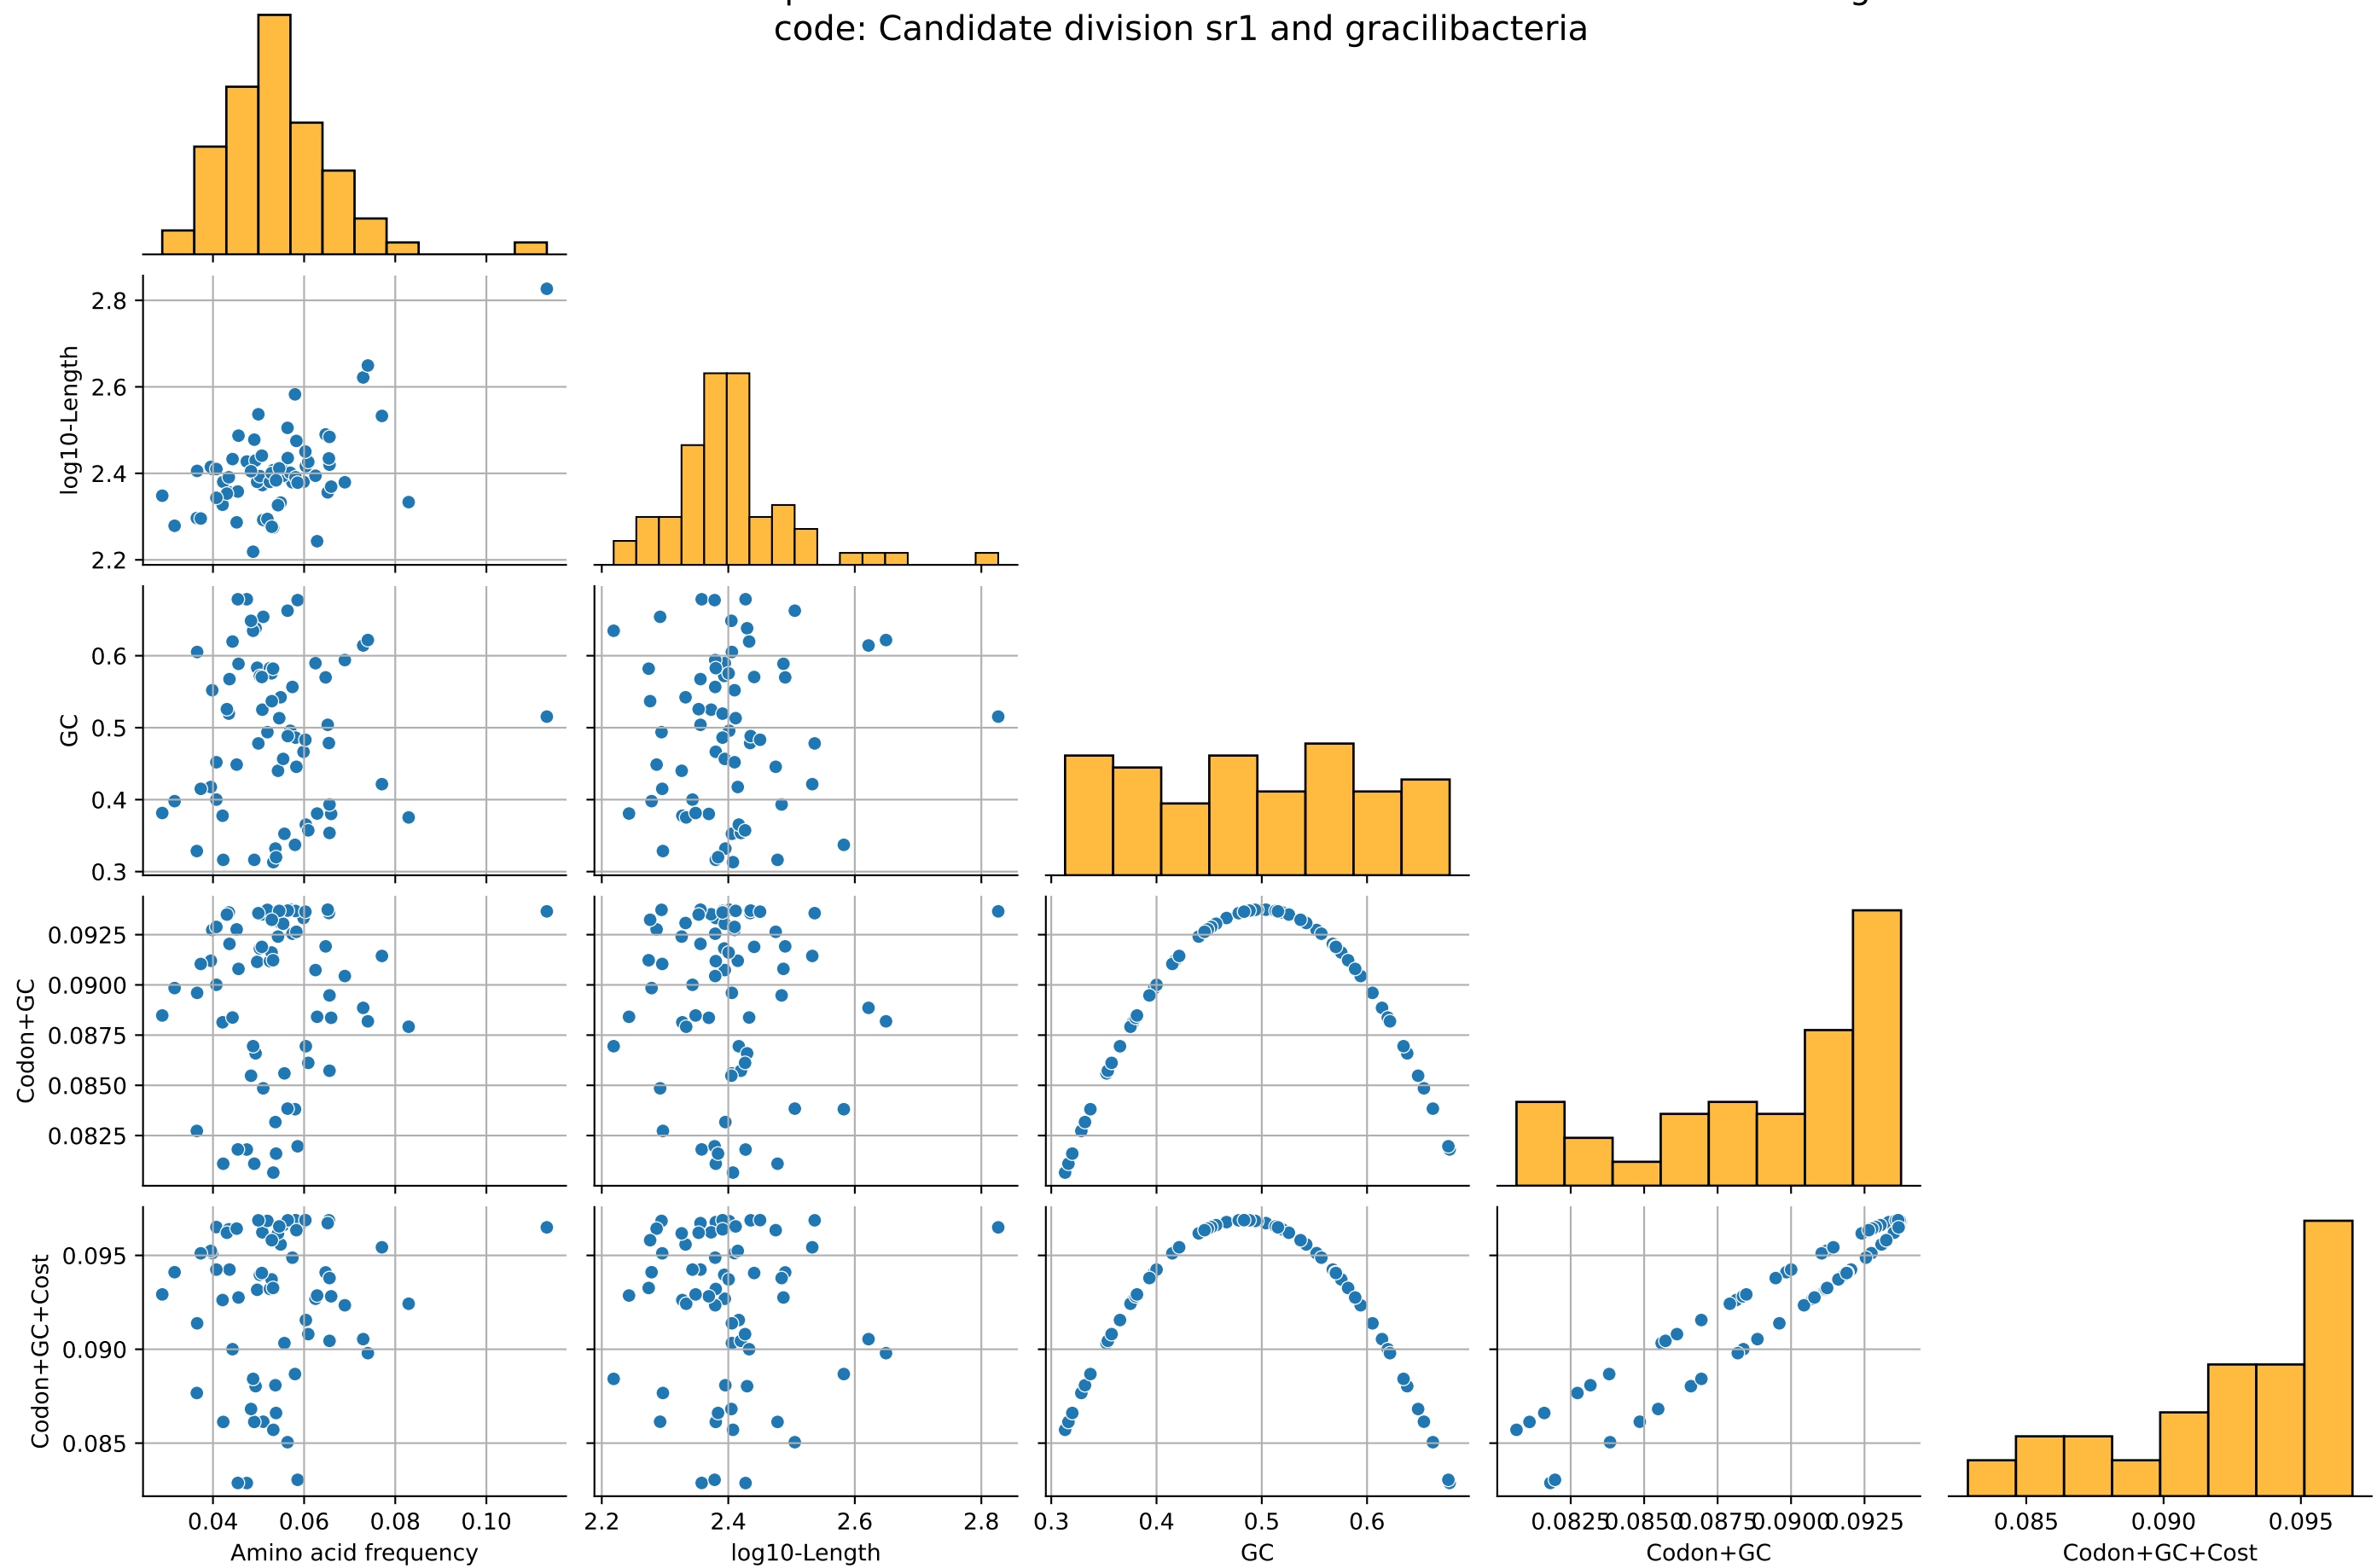 code: Candidate division sr1 and gracilibacteria
2.8
2.6
2.4
2.2
log10-Length
0.6
0.5
0.4
0.3
GC
0.0925
0.0900
0.0875
0.0850
0.0825
Codon+GC
0.095
0.090
0.085
Codon+GC+Cost
0.04 0.06 0.08 0.10 2.2 2.4 2.6 2.8 0.3 0.4 0.5 0.6 0.0825 0.0850 0.0875 0.0900 0.0925 0.085 0.090 0.095
Amino acid frequency log10-Length GC Codon+GC Codon+GC+Cost